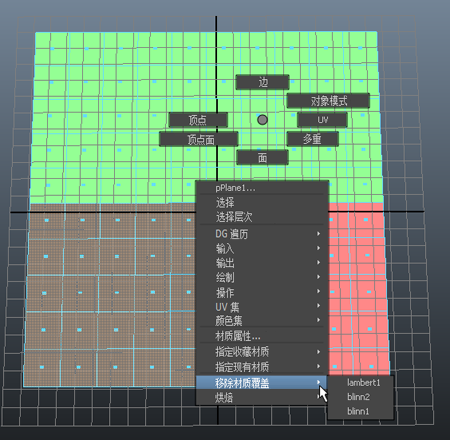 边
对象模式
顶点
UV
顶点面
多重
面
pPlane1...
选择
选择层次
DG 遍历
输入
输出
绘制
操作
UV 集
颜色集
材质属性...
指定收藏材质
指定现有材质
移除材质覆盖
烘焙
lambert1
blinn2
blinn1